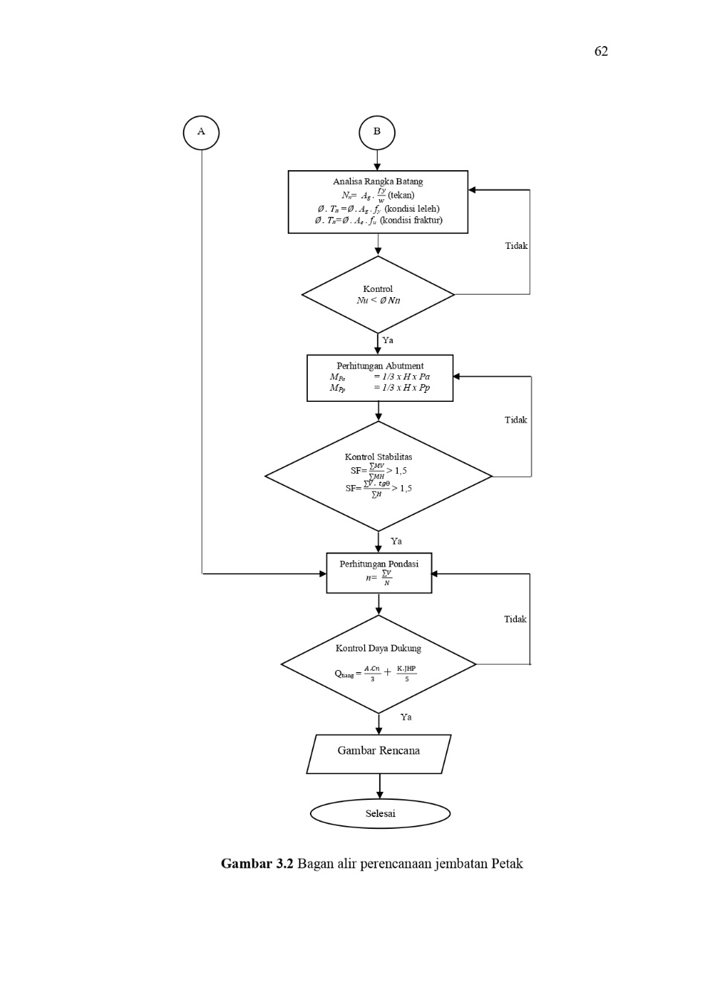 62
A
B
Analisa Rangka Batang
Nn= Ag . fy/w (tekan)
Ø . Tn =Ø . Ag . fy (kondisi leleh)
Ø . Tn=Ø . Ae . fu (kondisi fraktur)
Tidak
Kontrol
Nu < Ø Nn
Ya
Perhitungan Abutment
MPa = 1/3 x H x Pa
MPp = 1/3 x H x Pp
Tidak
Kontrol Stabilitas
SF= ∑MV/∑MH > 1,5
SF= ∑V . tgθ/∑H > 1,5
Ya
Perhitungan Pondasi
n= ∑V/N
Tidak
Kontrol Daya Dukung
Qtiang = A.Cn/3 + K.JHP/5
Ya
Gambar Rencana
Selesai
Gambar 3.2 Bagan alir perencanaan jembatan Petak